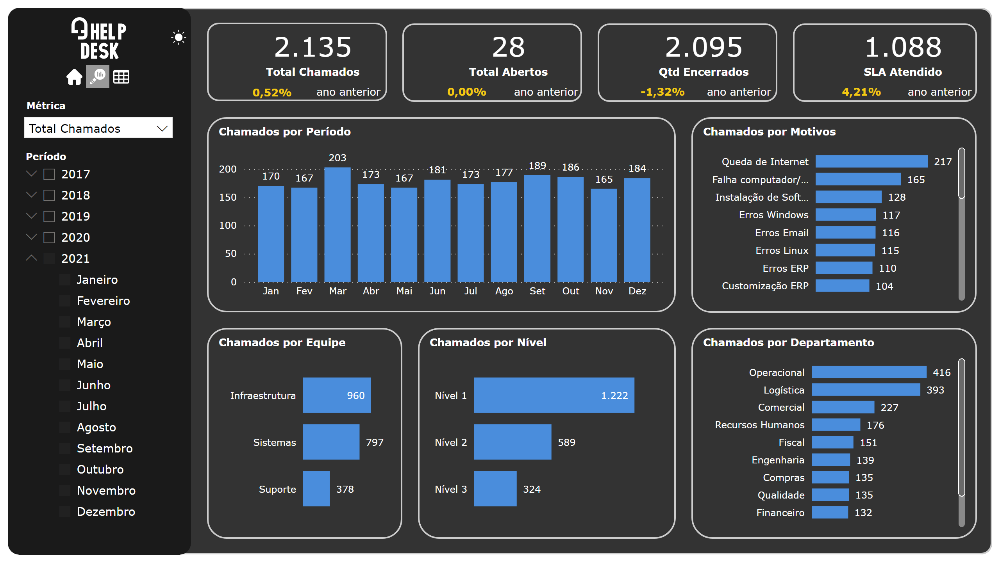 HELP
DESK
Métrica
Total Chamados
Período
2017
2018
2019
2020
2021
Janeiro
Fevereiro
Março
Abril
Maio
Junho
Julho
Agosto
Setembro
Outubro
Novembro
Dezembro
2.135
Total Chamados
0,52% ano anterior
28
Total Abertos
0,00% ano anterior
2.095
Qtd Encerrados
-1,32% ano anterior
1.088
SLA Atendido
4,21% ano anterior
Chamados por Período
200
150
100
50
0
170 167 203 173 167 181 173 177 189 186 165 184
Jan Fev Mar Abr Mai Jun Jul Ago Set Out Nov Dez
Chamados por Motivos
Queda de Internet 217
Falha computador/... 165
Instalação de Soft... 128
Erros Windows 117
Erros Email 116
Erros Linux 115
Erros ERP 110
Customização ERP 104
Chamados por Equipe
Infraestrutura 960
Sistemas 797
Suporte 378
Chamados por Nível
Nível 1 1.222
Nível 2 589
Nível 3 324
Chamados por Departamento
Operacional 416
Logística 393
Comercial 227
Recursos Humanos 176
Fiscal 151
Engenharia 139
Compras 135
Qualidade 135
Financeiro 132